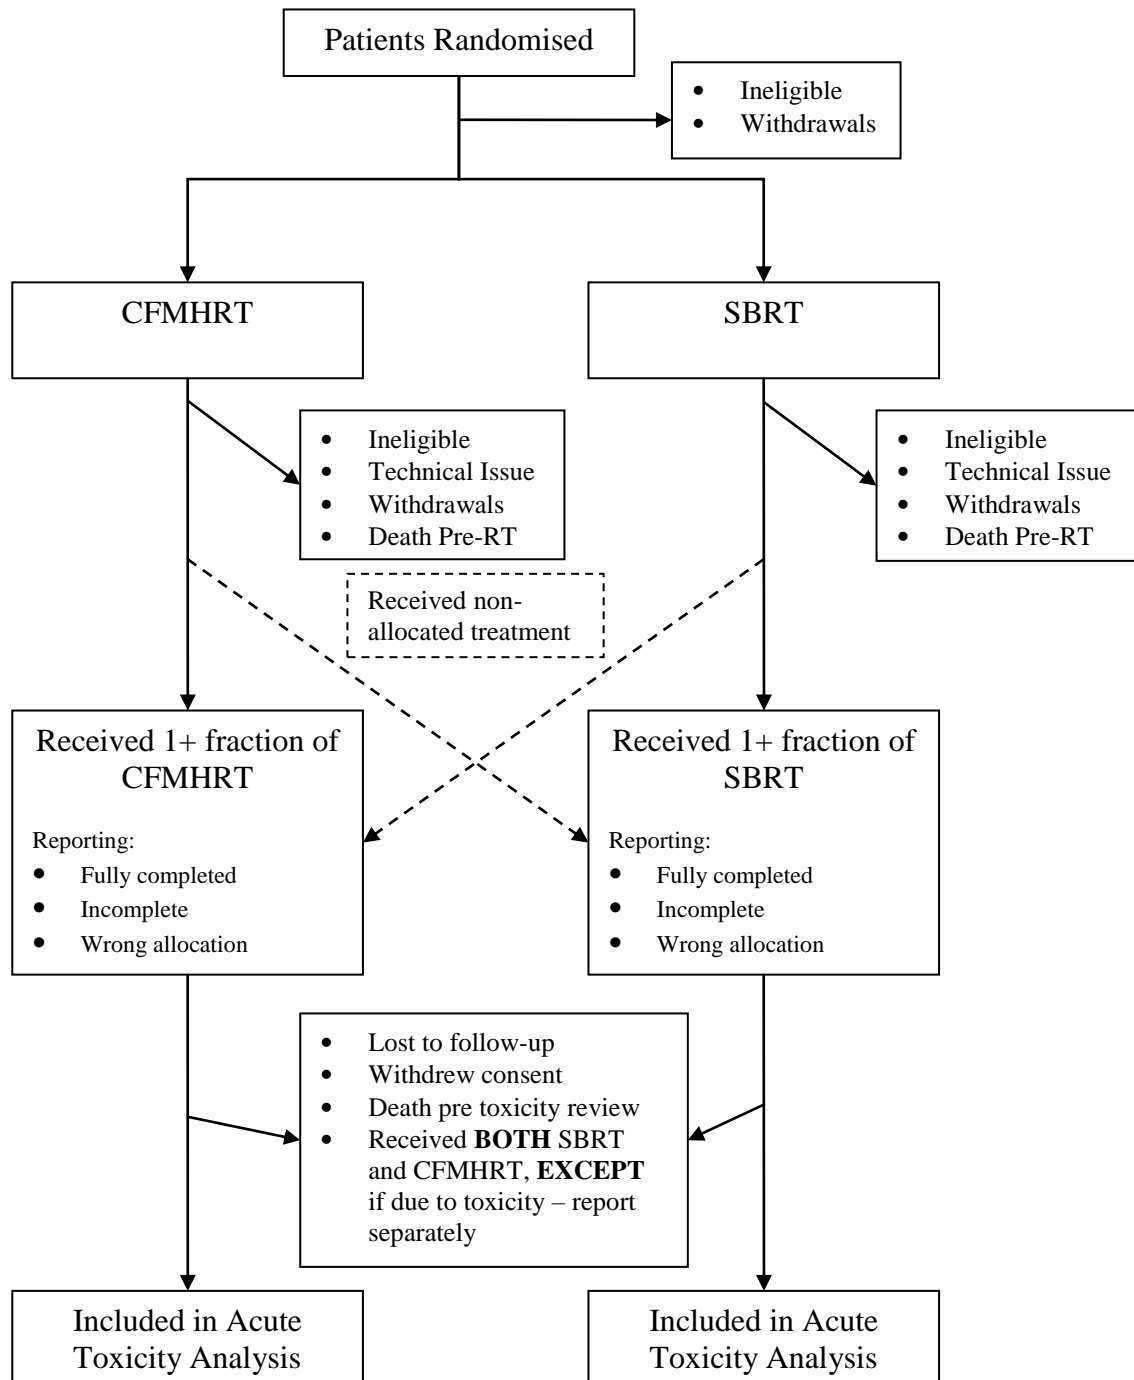 Patients Randomised
• Ineligible
• Withdrawals
CFMHRT
SBRT
• Ineligible
• Technical Issue
• Withdrawals
• Death Pre-RT
• Ineligible
• Technical Issue
• Withdrawals
• Death Pre-RT
Received non-
allocated treatment
Received 1+ fraction of
CFMHRT
Reporting:
• Fully completed
• Incomplete
• Wrong allocation
Received 1+ fraction of
SBRT
Reporting:
• Fully completed
• Incomplete
• Wrong allocation
• Lost to follow-up
• Withdrew consent
• Death pre toxicity review
• Received BOTH SBRT
and CFMHRT, EXCEPT
if due to toxicity – report
separately
Included in Acute
Toxicity Analysis
Included in Acute
Toxicity Analysis